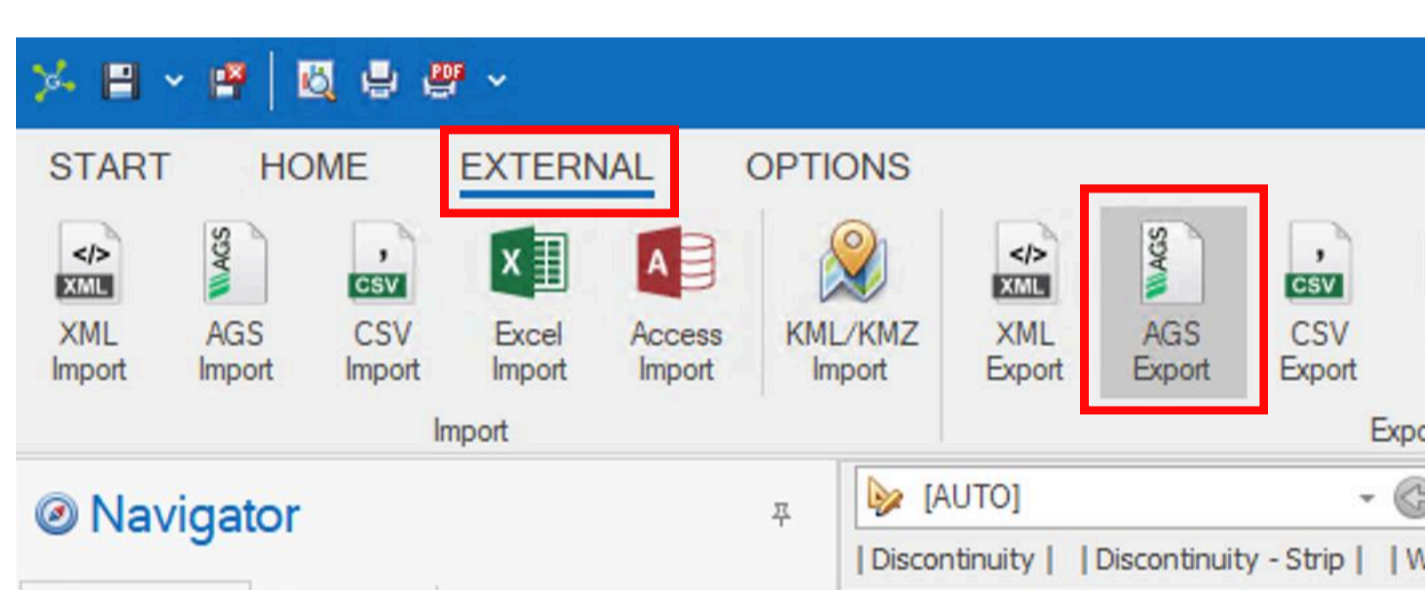 PDF
START HOME EXTERNAL OPTIONS
</> AGS , X A </> AGS ,
XML CSV XML CSV
XML AGS CSV Excel Access KML/KMZ XML AGS CSV
Import Import Import Import Import Import Export Export Export
Import
Navigator
[AUTO]
| Discontinuity | | Discontinuity - Strip |